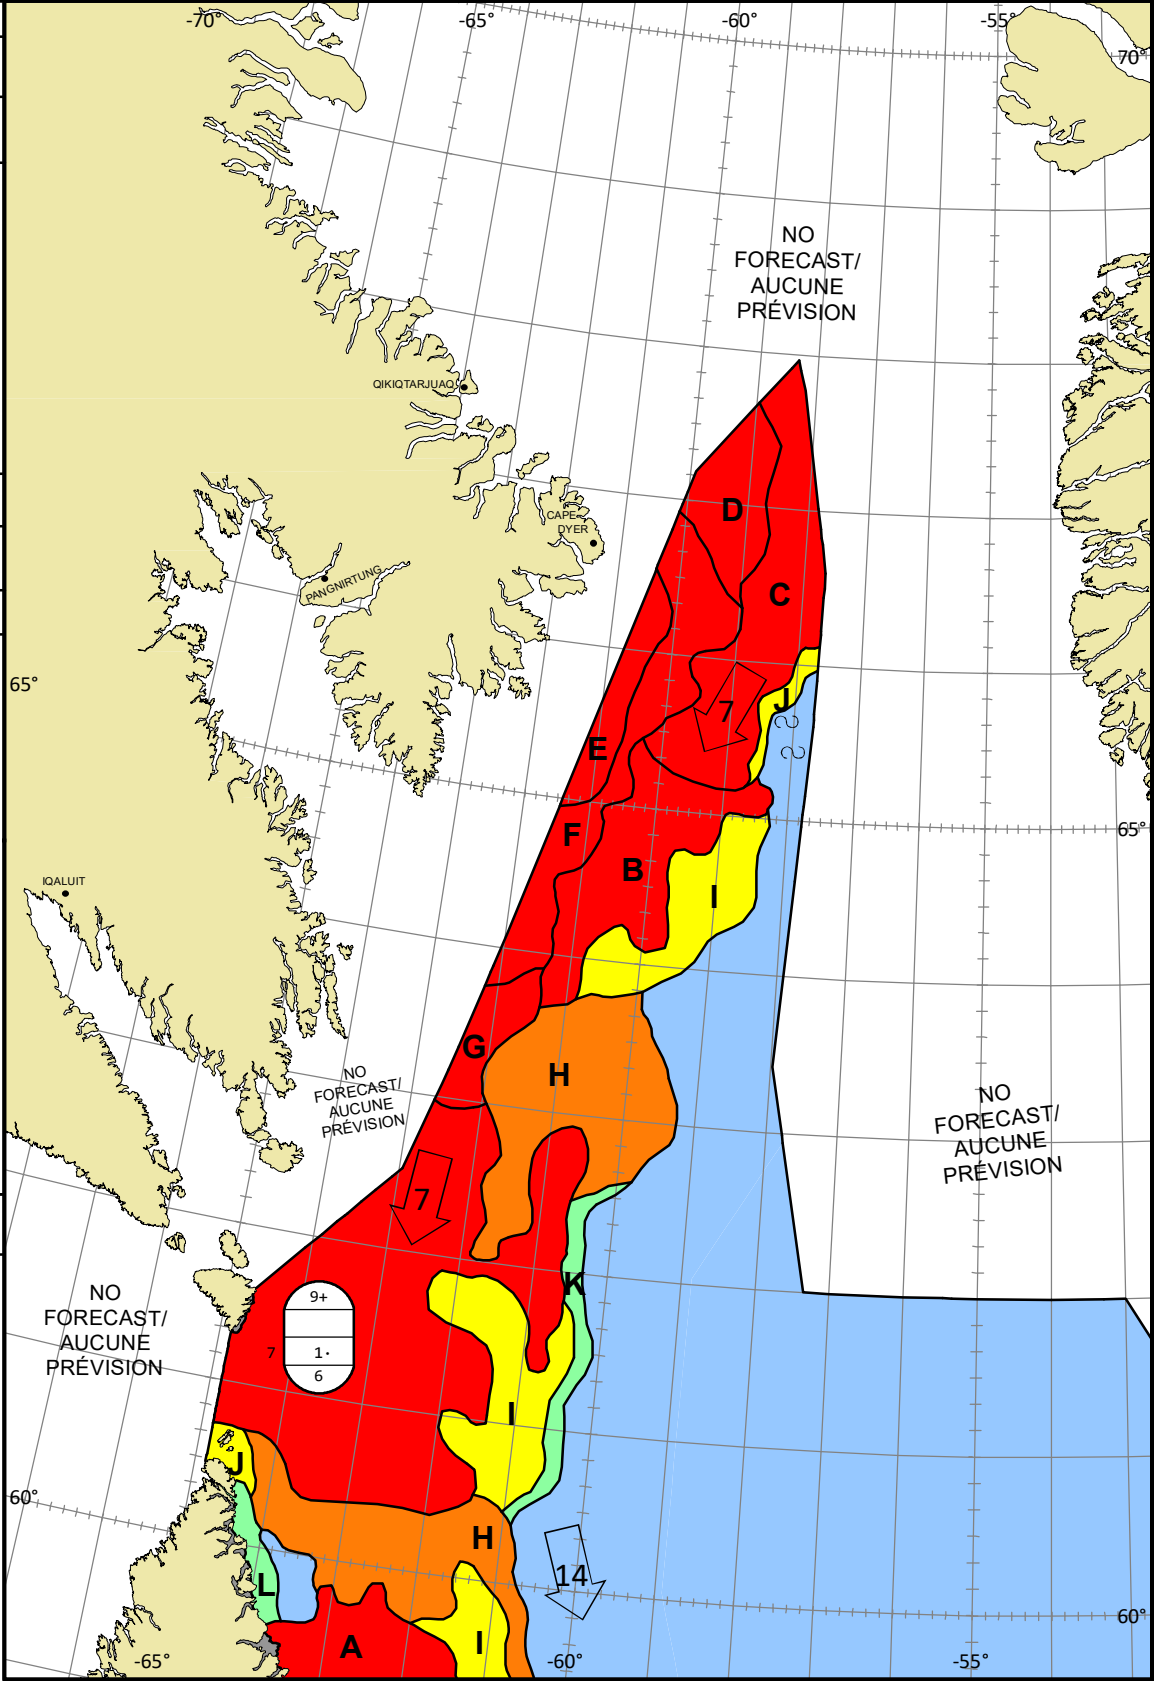 -70°
-65°
-60°
-55°
70°
NO
FORECAST/
AUCUNE
PRÉVISION
QIKIQTARJUAQ
CAPE
DYER
D
PANGNIRTUNG
C
65°
J
7
E
F
65°
B
IQALUIT
I
G
H
NO
FORECAST/
AUCUNE
PRÉVISION
NO
FORECAST/
AUCUNE
PRÉVISION
7
K
NO
FORECAST/
AUCUNE
PRÉVISION
9+
7
1·
6
I
J
60°
H
14
L
60°
A
I
-65°
-60°
-55°